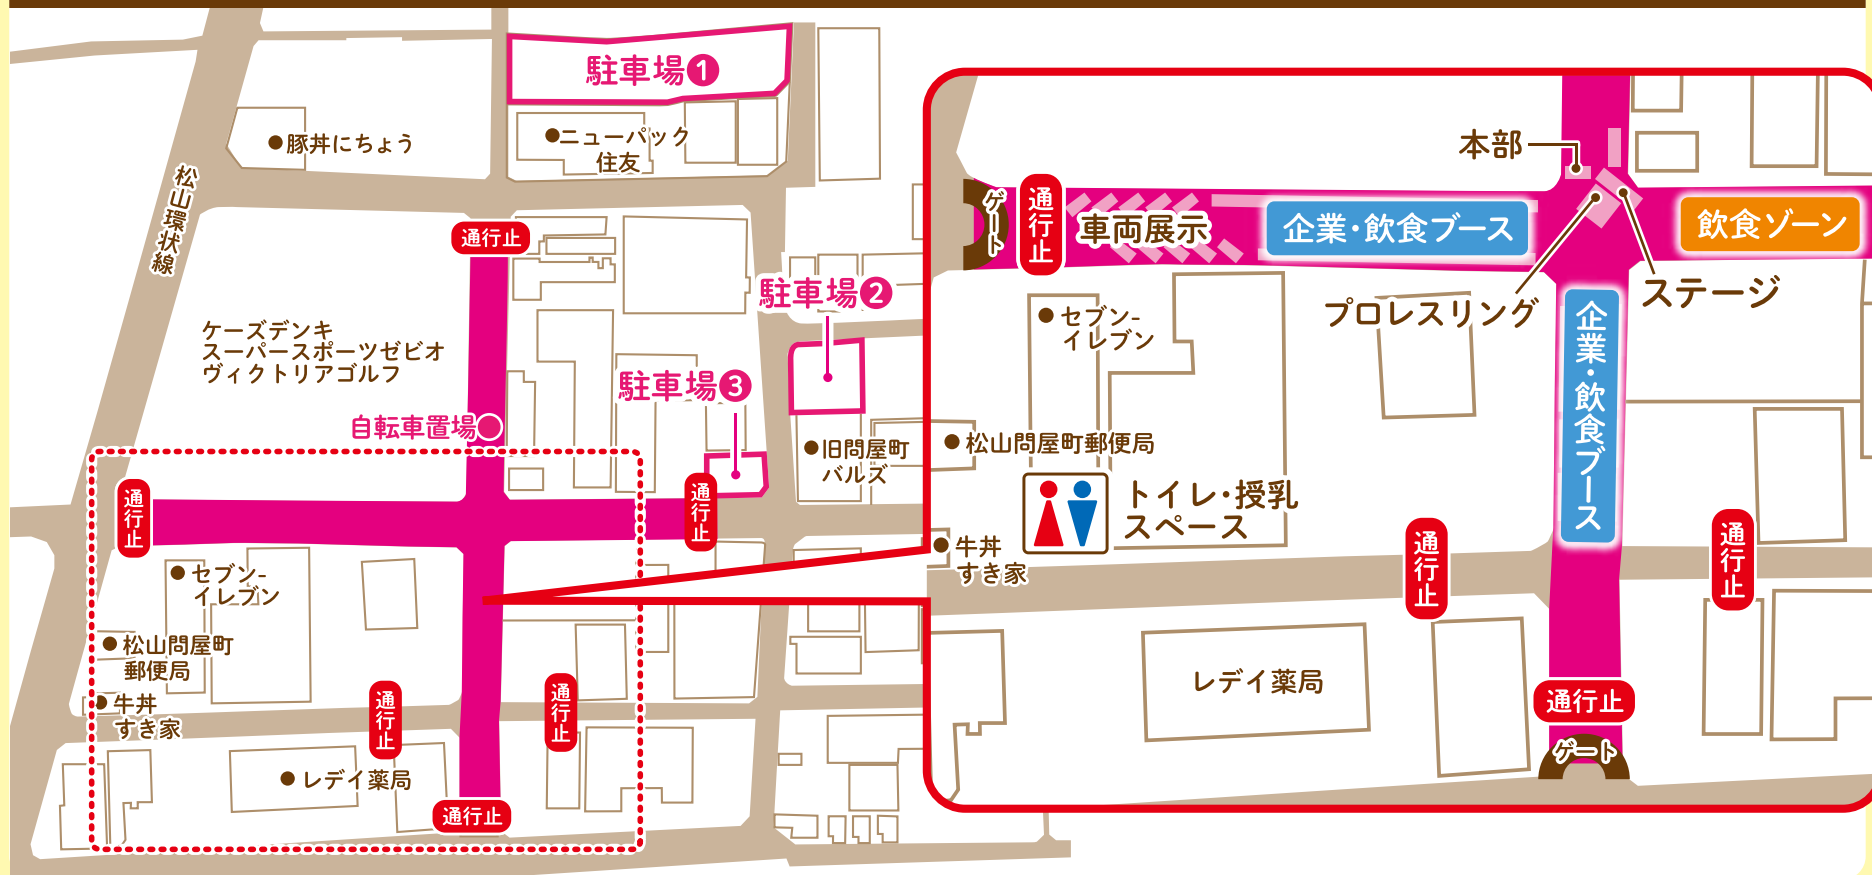 駐車場❶
豚丼にちょう
ニューパック
住友
松山環状線
通行止
ケーズデンキ
スーパースポーツゼビオ
ヴィクトリアゴルフ
駐車場❷
駐車場❸
自転車置場
旧問屋町
パルズ
通行止
通行止
セブン-
イレブン
松山問屋町
郵便局
牛丼
すき家
通行止
通行止
レデイ薬局
通行止
本部
ゲート
通行止
車両展示
企業・飲食ブース
飲食ゾーン
プロレスリング
ステージ
セブン-
イレブン
企業・飲食ブース
松山問屋町郵便局
トイレ・授乳
スペース
牛丼
すき家
通行止
通行止
レデイ薬局
通行止
ゲート